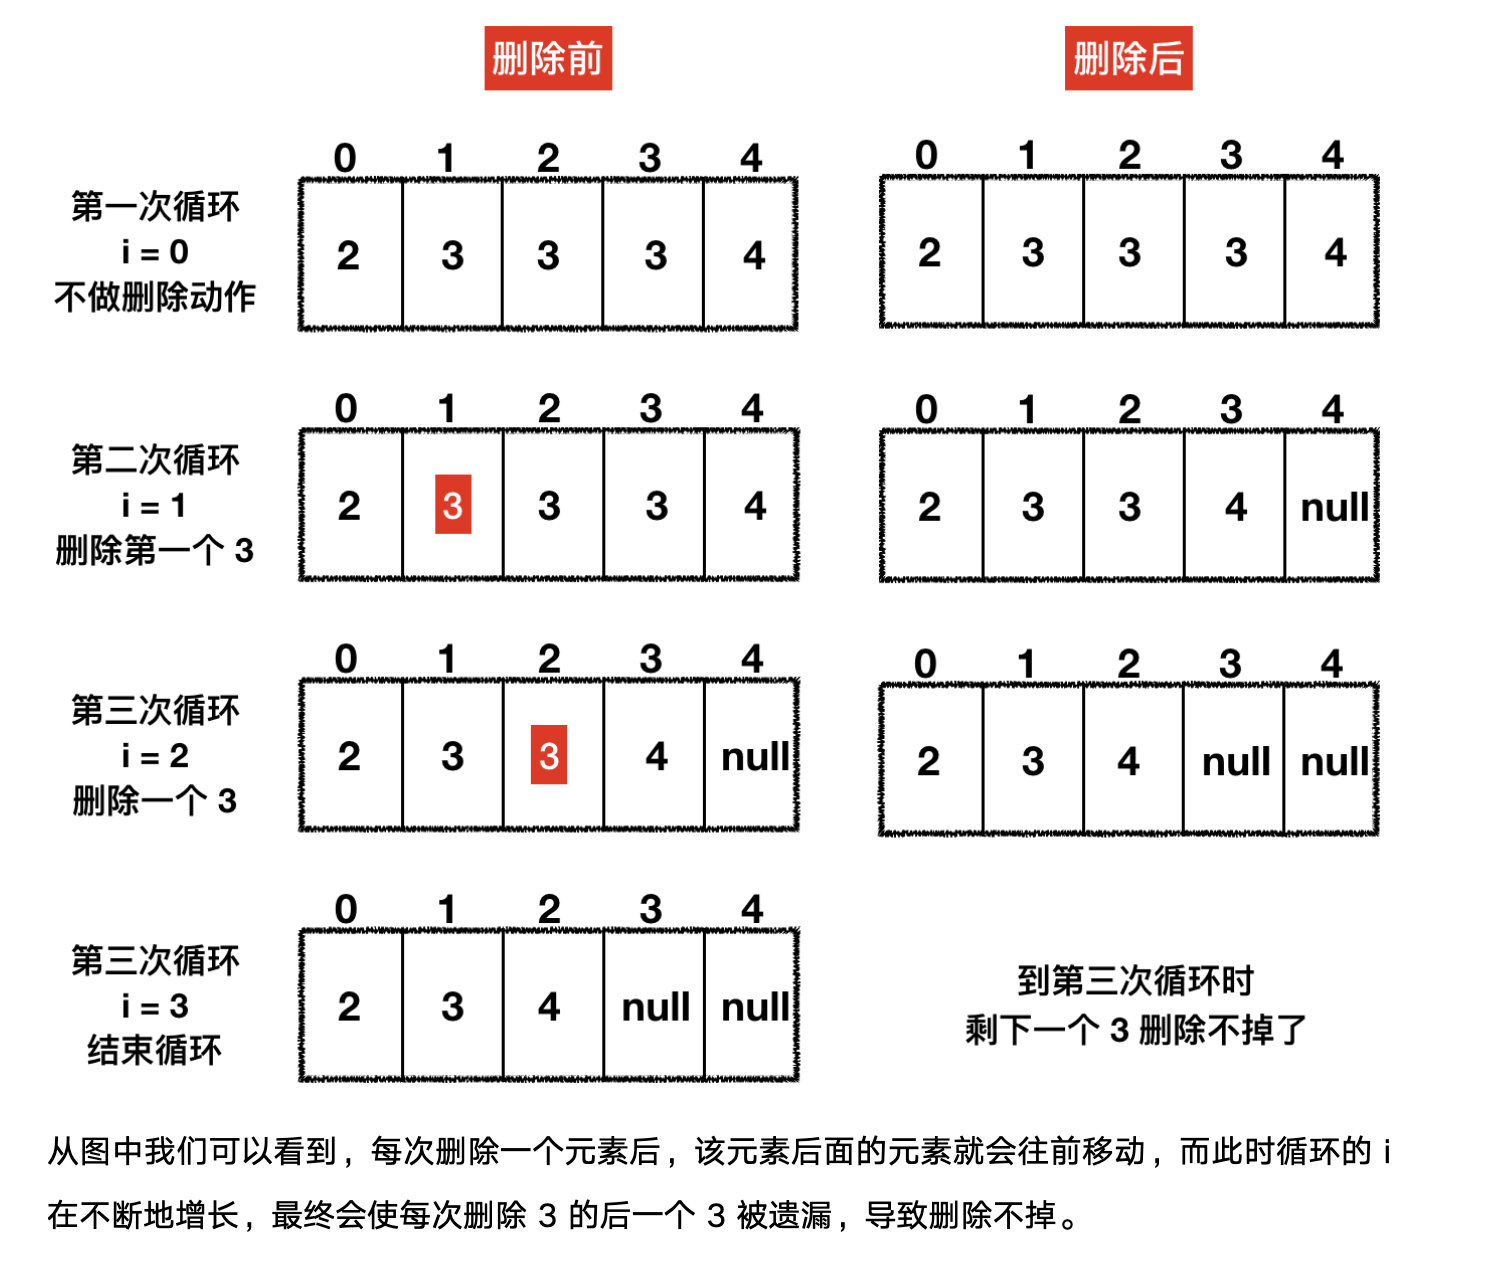 删除前 删除后
0 1 2 3 4 0 1 2 3 4
第一次循环
i = 0
不做删除动作
2 3 3 3 4 2 3 3 3 4
0 1 2 3 4 0 1 2 3 4
第二次循环
i = 1
删除第一个 3
2 3 3 3 4 2 3 3 4 null
0 1 2 3 4 0 1 2 3 4
第三次循环
i = 2
删除一个 3
2 3 3 4 null 2 3 4 null null
0 1 2 3 4
第三次循环
i = 3
结束循环
2 3 4 null null
到第三次循环时
剩下一个 3 删除不掉了
从图中我们可以看到，每次删除一个元素后，该元素后面的元素就会往前移动，而此时循环的 i
在不断地增长，最终会使每次删除 3 的后一个 3 被遗漏，导致删除不掉。